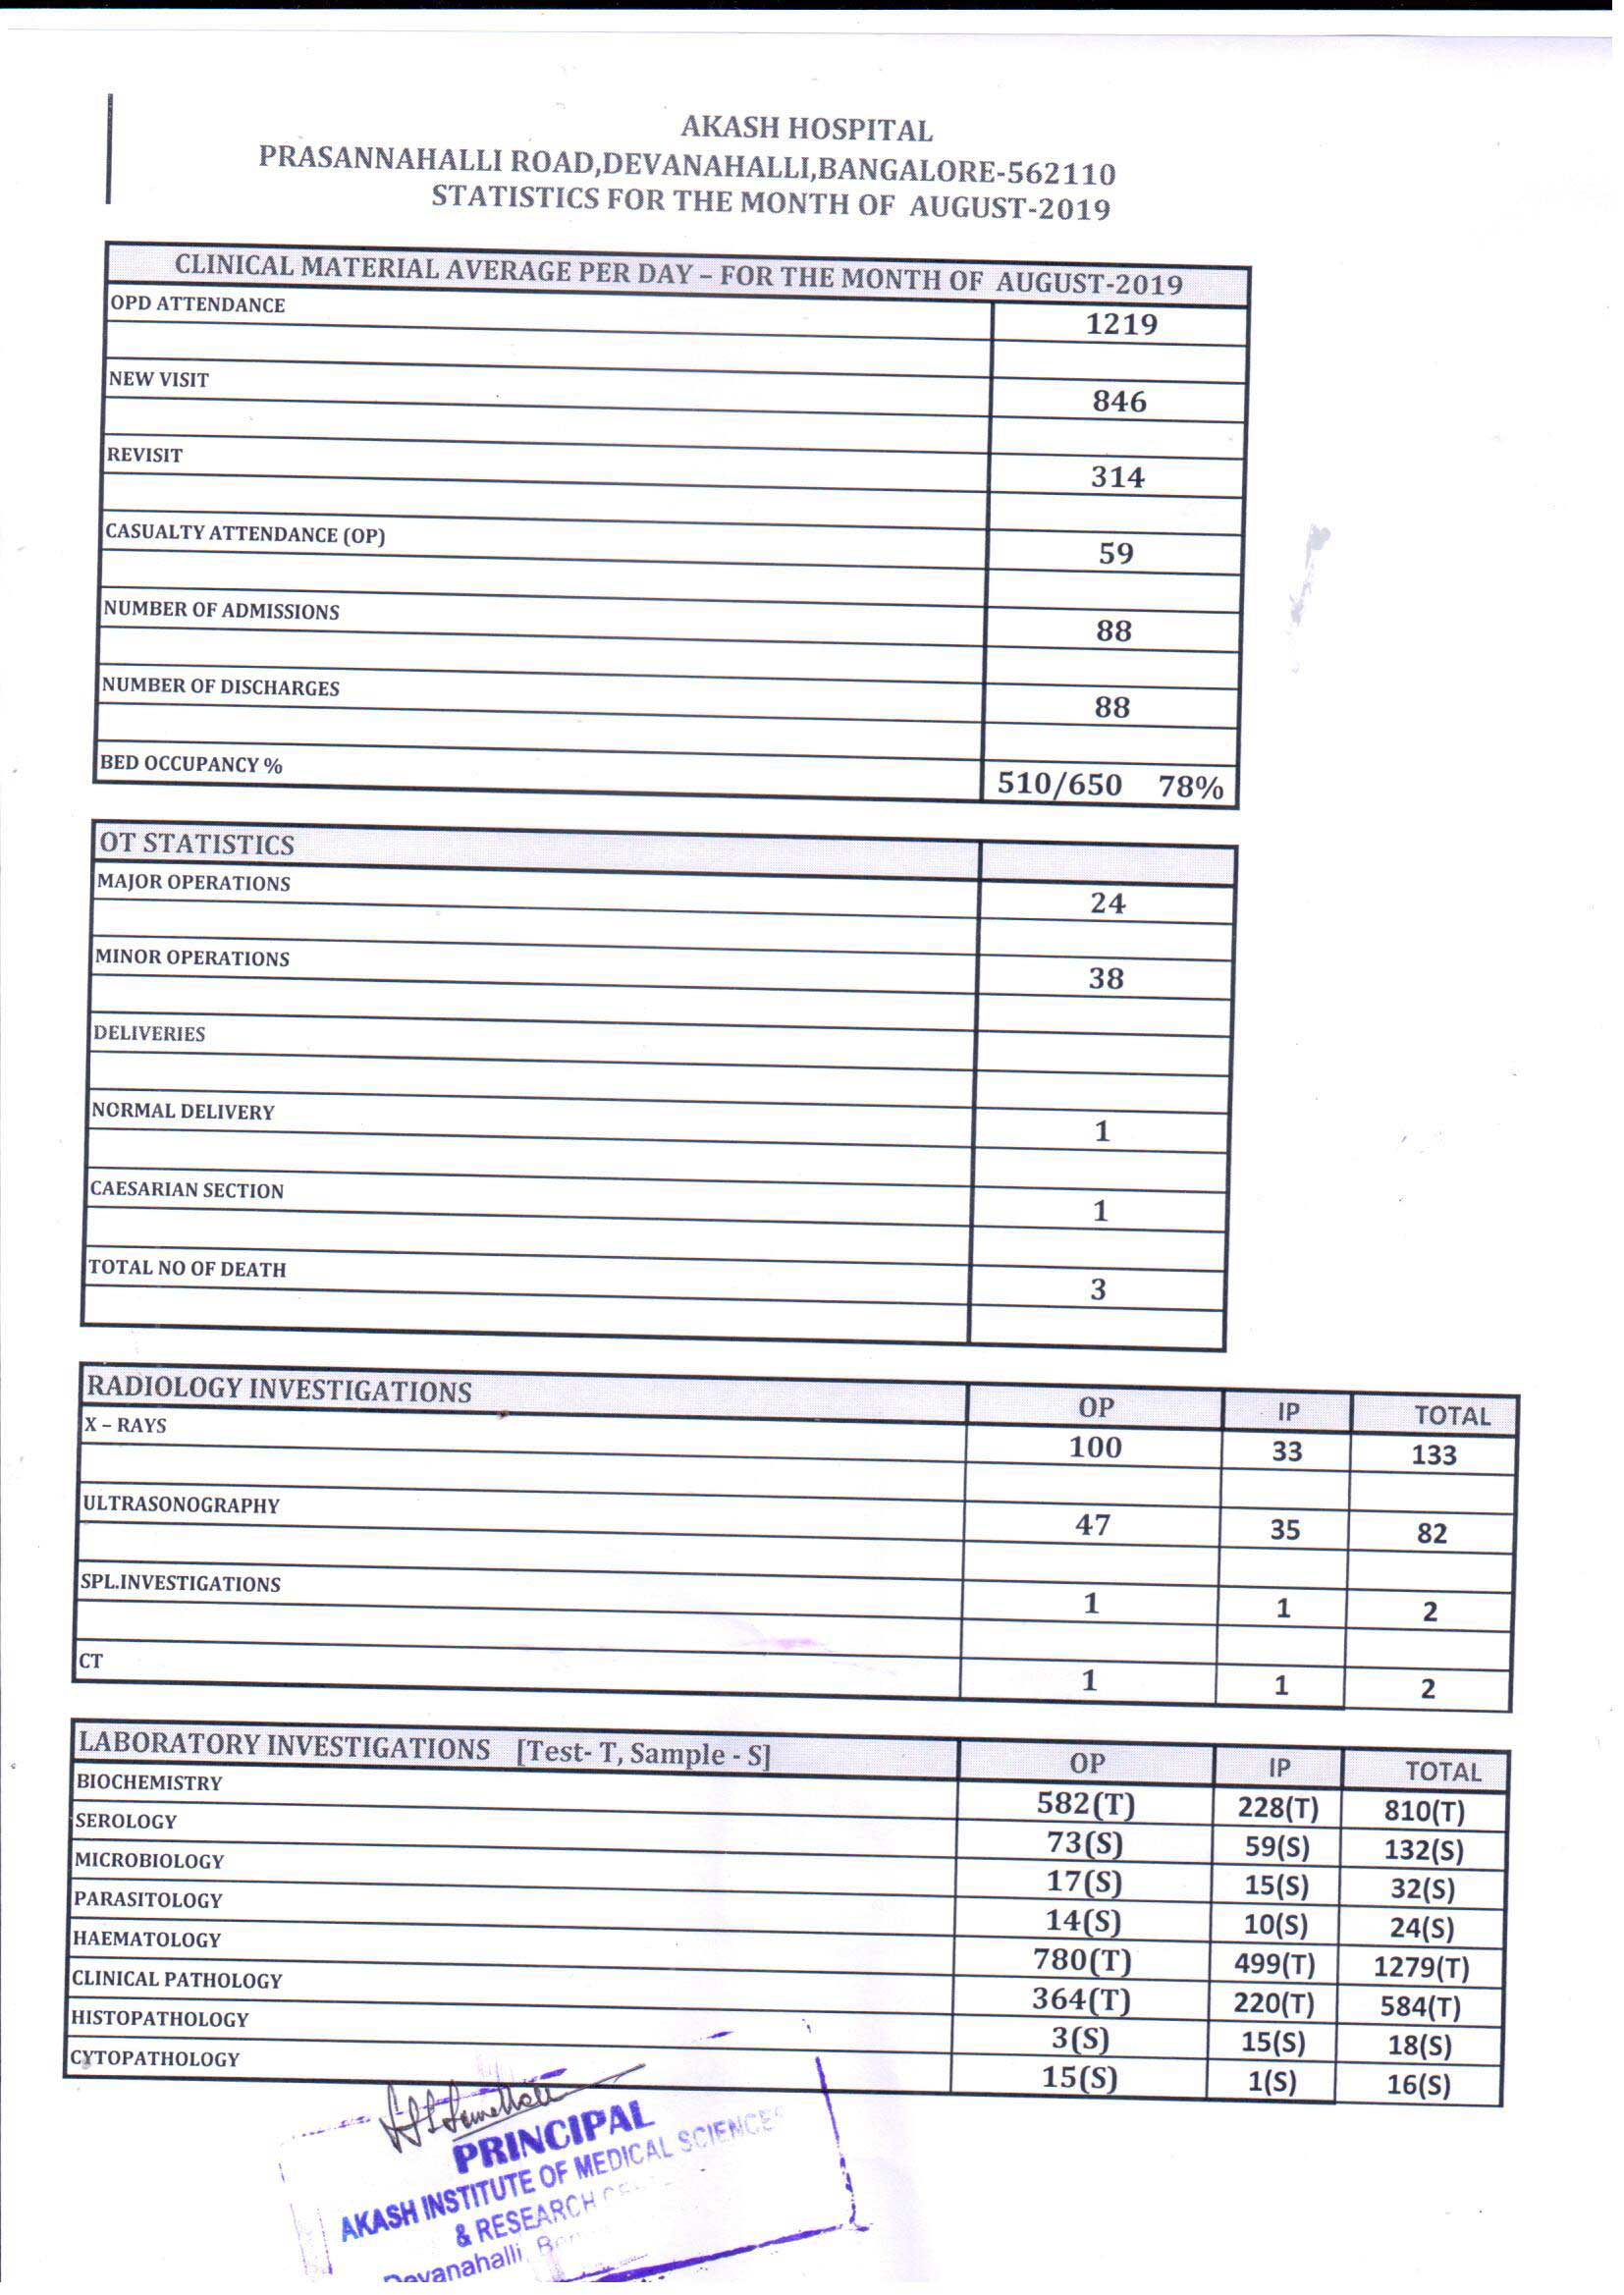 AKASH HOSPITAL
PRASANNAHALLI ROAD,DEVANAHALLI,BANGALORE-562110
STATISTICS FOR THE MONTH OF AUGUST-2019
CLINICAL MATERIAL AVERAGE PER DAY – FOR THE MONTH OF AUGUST-2019
OPD ATTENDANCE 1219
NEW VISIT 846
REVISIT 314
CASUALTY ATTENDANCE (OP) 59
NUMBER OF ADMISSIONS 88
NUMBER OF DISCHARGES 88
BED OCCUPANCY % 510/650 78%
OT STATISTICS
MAJOR OPERATIONS 24
MINOR OPERATIONS 38
DELIVERIES
NORMAL DELIVERY 1
CAESARIAN SECTION 1
TOTAL NO OF DEATH 3
RADIOLOGY INVESTIGATIONS OP IP TOTAL
X – RAYS 100 33 133
ULTRASONOGRAPHY 47 35 82
SPL.INVESTIGATIONS 1 1 2
CT 1 1 2
LABORATORY INVESTIGATIONS [Test- T, Sample - S] OP IP TOTAL
BIOCHEMISTRY 582(T) 228(T) 810(T)
SEROLOGY 73(S) 59(S) 132(S)
MICROBIOLOGY 17(S) 15(S) 32(S)
PARASITOLOGY 14(S) 10(S) 24(S)
HAEMATOLOGY 780(T) 499(T) 1279(T)
CLINICAL PATHOLOGY 364(T) 220(T) 584(T)
HISTOPATHOLOGY 3(S) 15(S) 18(S)
CYTOPATHOLOGY 15(S) 1(S) 16(S)
PRINCIPAL
AKASH INSTITUTE OF MEDICAL SCIENCES
& RESEARCH
Devanahalli,